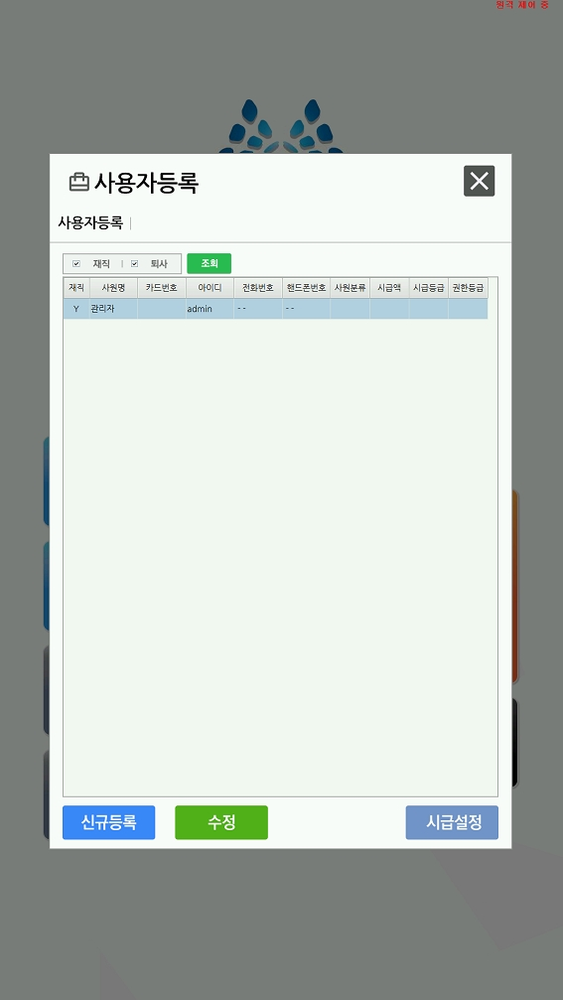 원격 제어 중
사용자등록
사용자등록
재직 퇴사 조회
재직 사원명 카드번호 아이디 전화번호 핸드폰번호 사원분류 시급액 시급등급 권한등급
Y 관리자 admin - - - -
신규등록 수정 시급설정